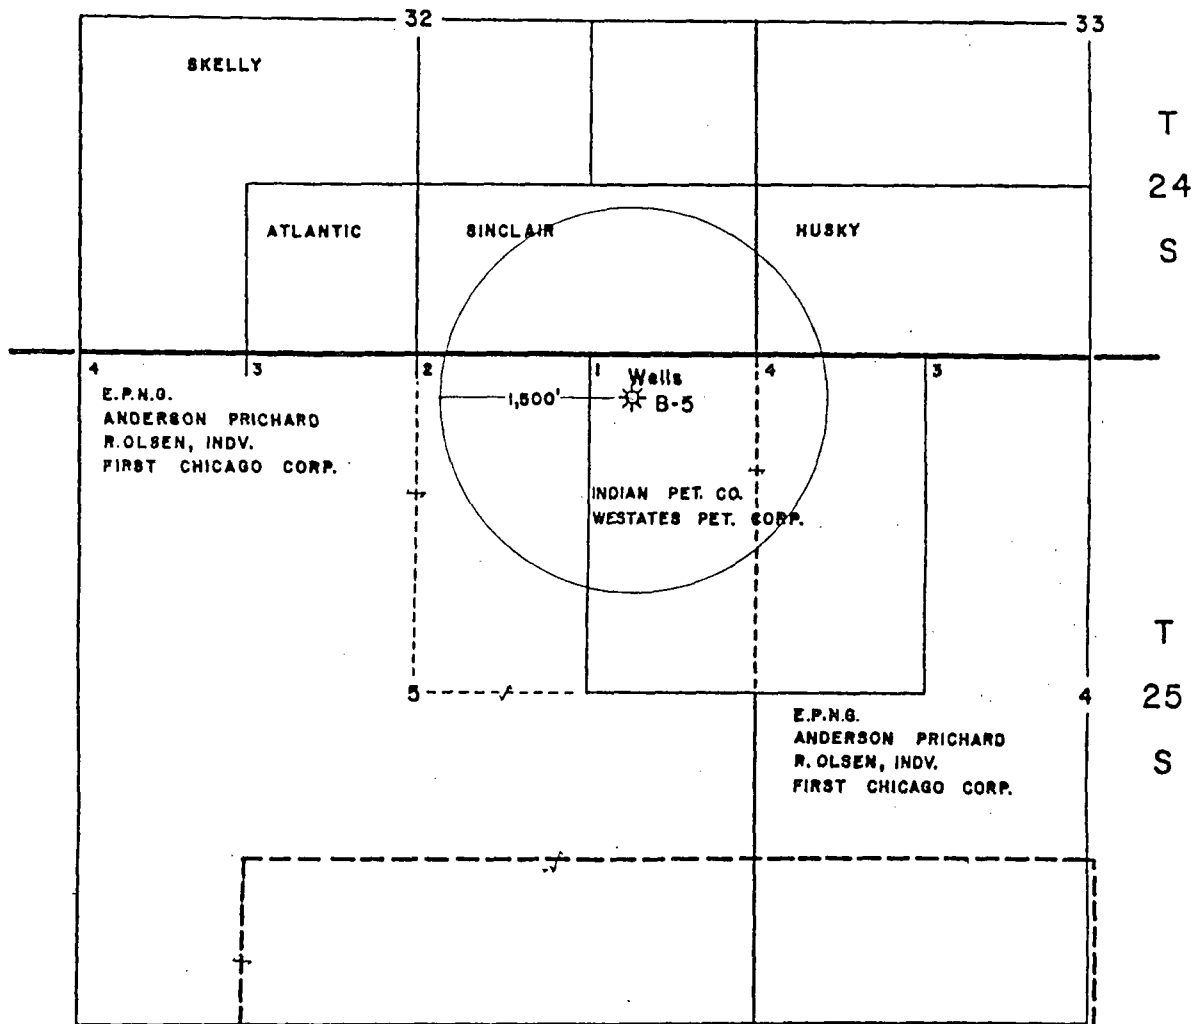 32
33
SKELLY
T
24
S
ATLANTIC
SINCLAIR
HUSKY
4
3
2
1
4
3
E.P.N.G.
ANDERSON PRICHARD
R. OLSEN, INDV.
FIRST CHICAGO CORP.
Wells
B-5
1,500'
INDIAN PET. CO.
WESTATES PET. CORP.
T
25
S
5
4
E.P.N.G.
ANDERSON PRICHARD
R. OLSEN, INDV.
FIRST CHICAGO CORP.